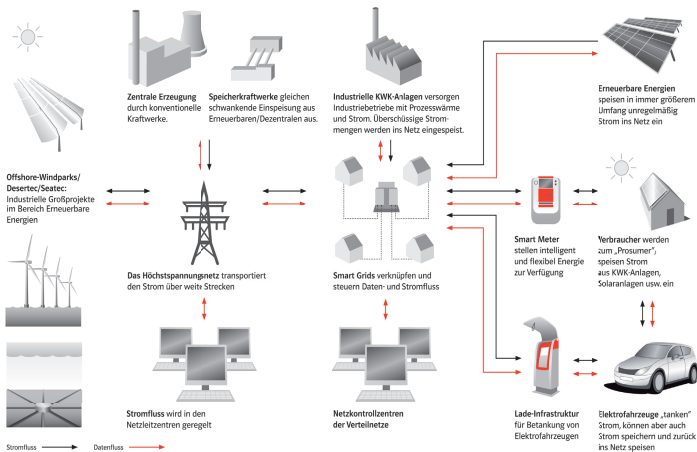 Zentrale Erzeugung
durch konventionelle
Kraftwerke.
Speicherkraftwerke gleichen
schwankende Einspeisung aus
Erneuerbaren/Dezentralen aus.
Industrielle KWK-Anlagen versorgen
Industriebetriebe mit Prozesswärme
und Strom. Überschüssige Strom-
mengen werden ins Netz eingespeist.
Erneuerbare Energien
speisen in immer größerem
Umfang unregelmäßig
Strom ins Netz ein
Offshore-Windparks/
Desertec/Seatec:
Industrielle Großprojekte
im Bereich Erneuerbare
Energien
Das Höchstspannungsnetz transportiert
den Strom über weite Strecken
Smart Grids verknüpfen und
steuern Daten- und Stromfluss
Smart Meter
stellen intelligent
und flexibel Energie
zur Verfügung
Verbraucher werden
zum „Prosumer“;
speisen Strom
aus KWK-Anlagen,
Solaranlagen usw. ein
Stromfluss wird in den
Netzleitzentren geregelt
Netzkontrollzentren
der Verteilnetze
Lade-Infrastruktur
für Betankung von
Elektrofahrzeugen
Elektrofahrzeuge „tanken“
Strom, können aber auch
Strom speichern und zurück
ins Netz speisen
Stromfluss
Datenfluss